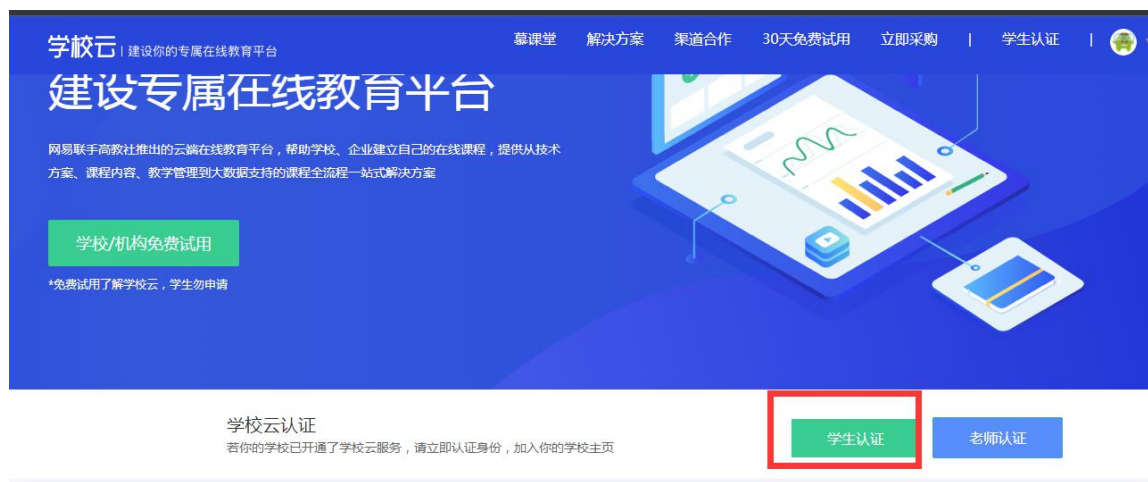 学校云 | 建设你的专属在线教育平台 慕课堂 解决方案 渠道合作 30天免费试用 立即采购 | 学生认证 |
建设专属在线教育平台
网易联手高教社推出的云端在线教育平台，帮助学校、企业建立自己的在线课程，提供从技术
方案、课程内容、教学管理到大数据支持的课程全流程一站式解决方案
学校/机构免费试用
*免费试用了解学校云，学生勿申请
学校云认证
若你的学校已开通了学校云服务，请立即认证身份，加入你的学校主页
学生认证 老师认证